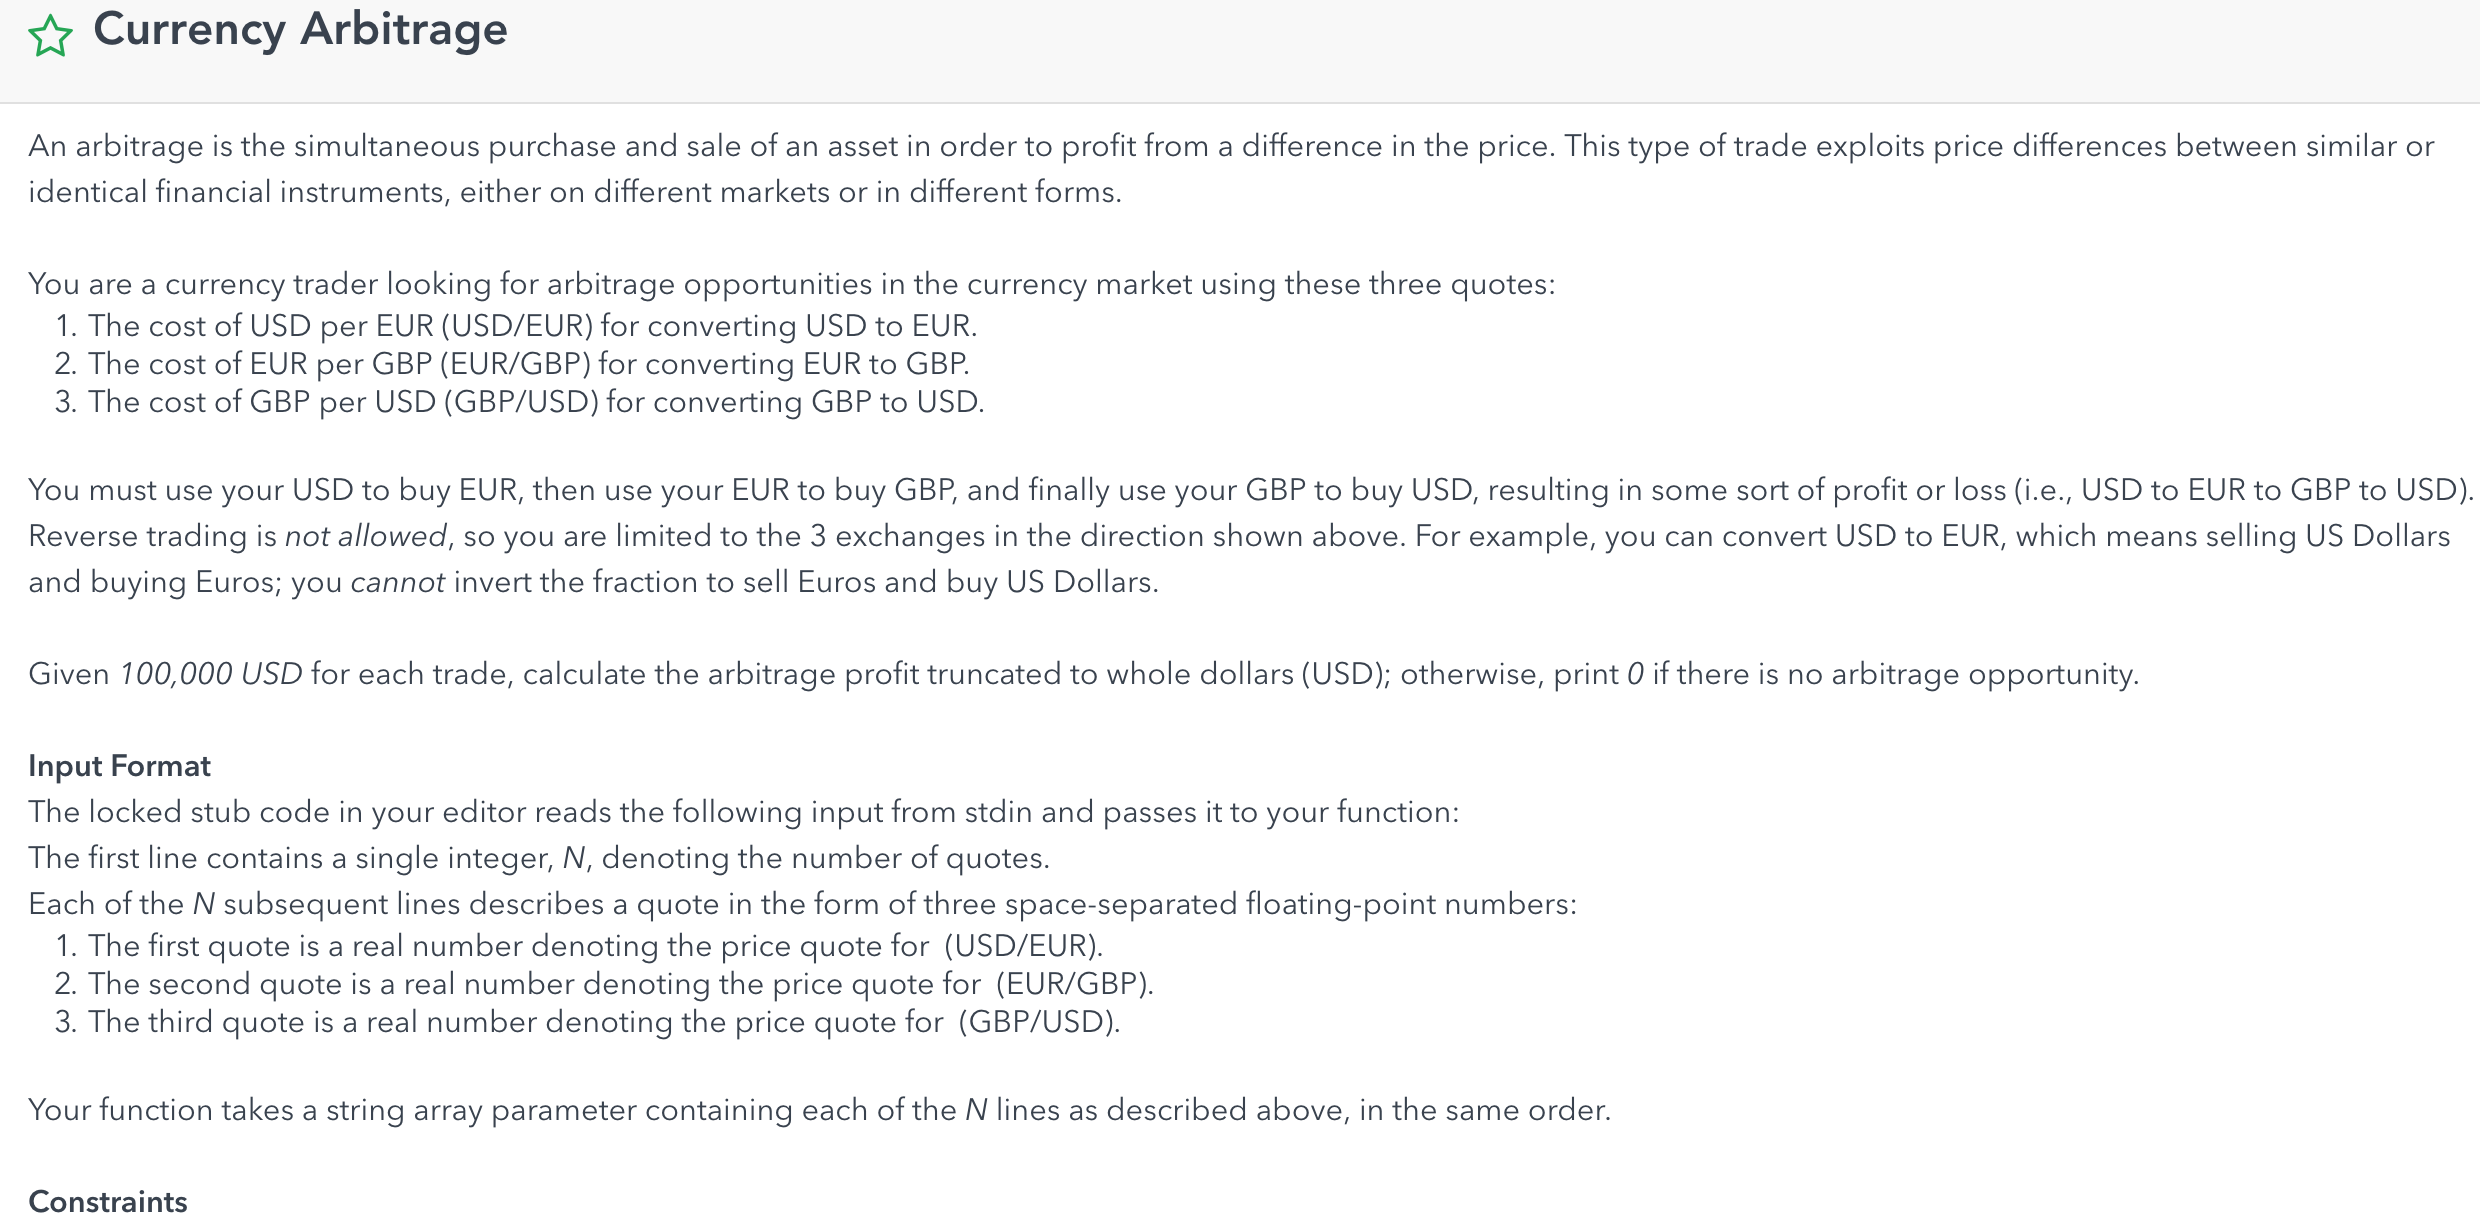 Currency Arbitrage
An arbitrage is the simultaneous purchase and sale of an asset in order to profit from a difference in the price. This type of trade exploits price differences between similar or
identical financial instruments, either on different markets or in different forms.
You are a currency trader looking for arbitrage opportunities in the currency market using these three quotes:
1. The cost of USD per EUR (USD/EUR) for converting USD to EUR.
2. The cost of EUR per GBP (EUR/GBP) for converting EUR to GBP.
3. The cost of GBP per USD (GBP/USD) for converting GBP to USD.
You must use your USD to buy EUR, then use your EUR to buy GBP, and finally use your GBP to buy USD, resulting in some sort of profit or loss (i.e., USD to EUR to GBP to USD).
Reverse trading is not allowed, so you are limited to the 3 exchanges in the direction shown above. For example, you can convert USD to EUR, which means selling US Dollars
and buying Euros; you cannot invert the fraction to sell Euros and buy US Dollars.
Given 100,000 USD for each trade, calculate the arbitrage profit truncated to whole dollars (USD); otherwise, print 0 if there is no arbitrage opportunity.
Input Format
The locked stub code in your editor reads the following input from stdin and passes it to your function:
The first line contains a single integer, N, denoting the number of quotes.
Each of the N subsequent lines describes a quote in the form of three space-separated floating-point numbers:
1. The first quote is a real number denoting the price quote for (USD/EUR).
2. The second quote is a real number denoting the price quote for (EUR/GBP).
3. The third quote is a real number denoting the price quote for (GBP/USD).
Your function takes a string array parameter containing each of the N lines as described above, in the same order.
Constraints